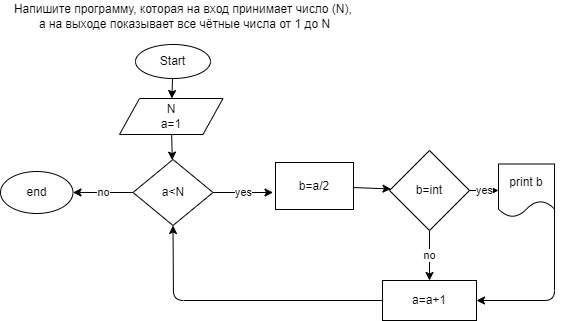 Напишите программу, которая на вход принимает число (N),
а на выходе показывает все чётные числа от 1 до N
Start
N
a=1
end
no
a<N
yes
b=a/2
b=int
yes
print b
no
a=a+1